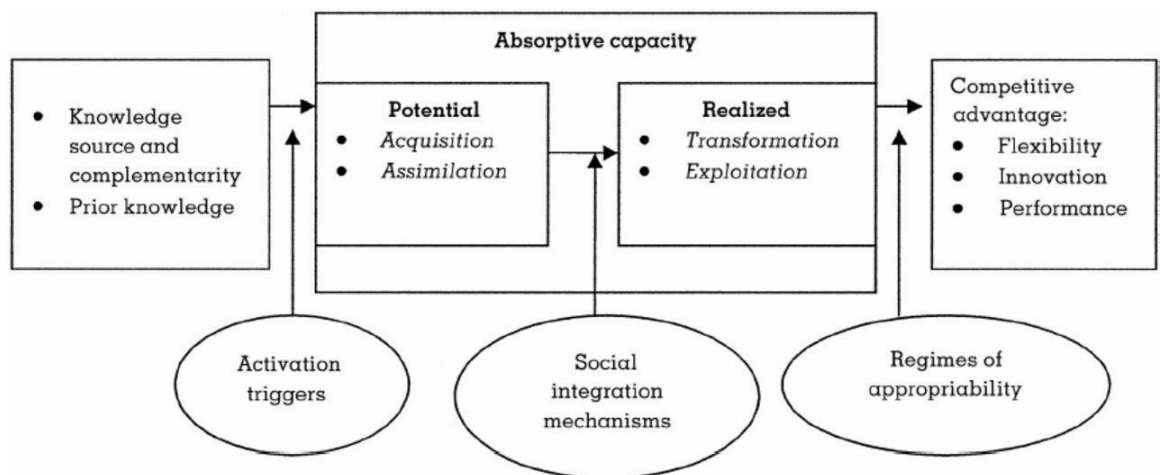 Absorptive capacity
• Knowledge
source and
complementarity
• Prior knowledge
Potential
• Acquisition
• Assimilation
Realized
• Transformation
• Exploitation
Competitive
advantage:
• Flexibility
• Innovation
• Performance
Activation
triggers
Social
integration
mechanisms
Regimes of
appropriability